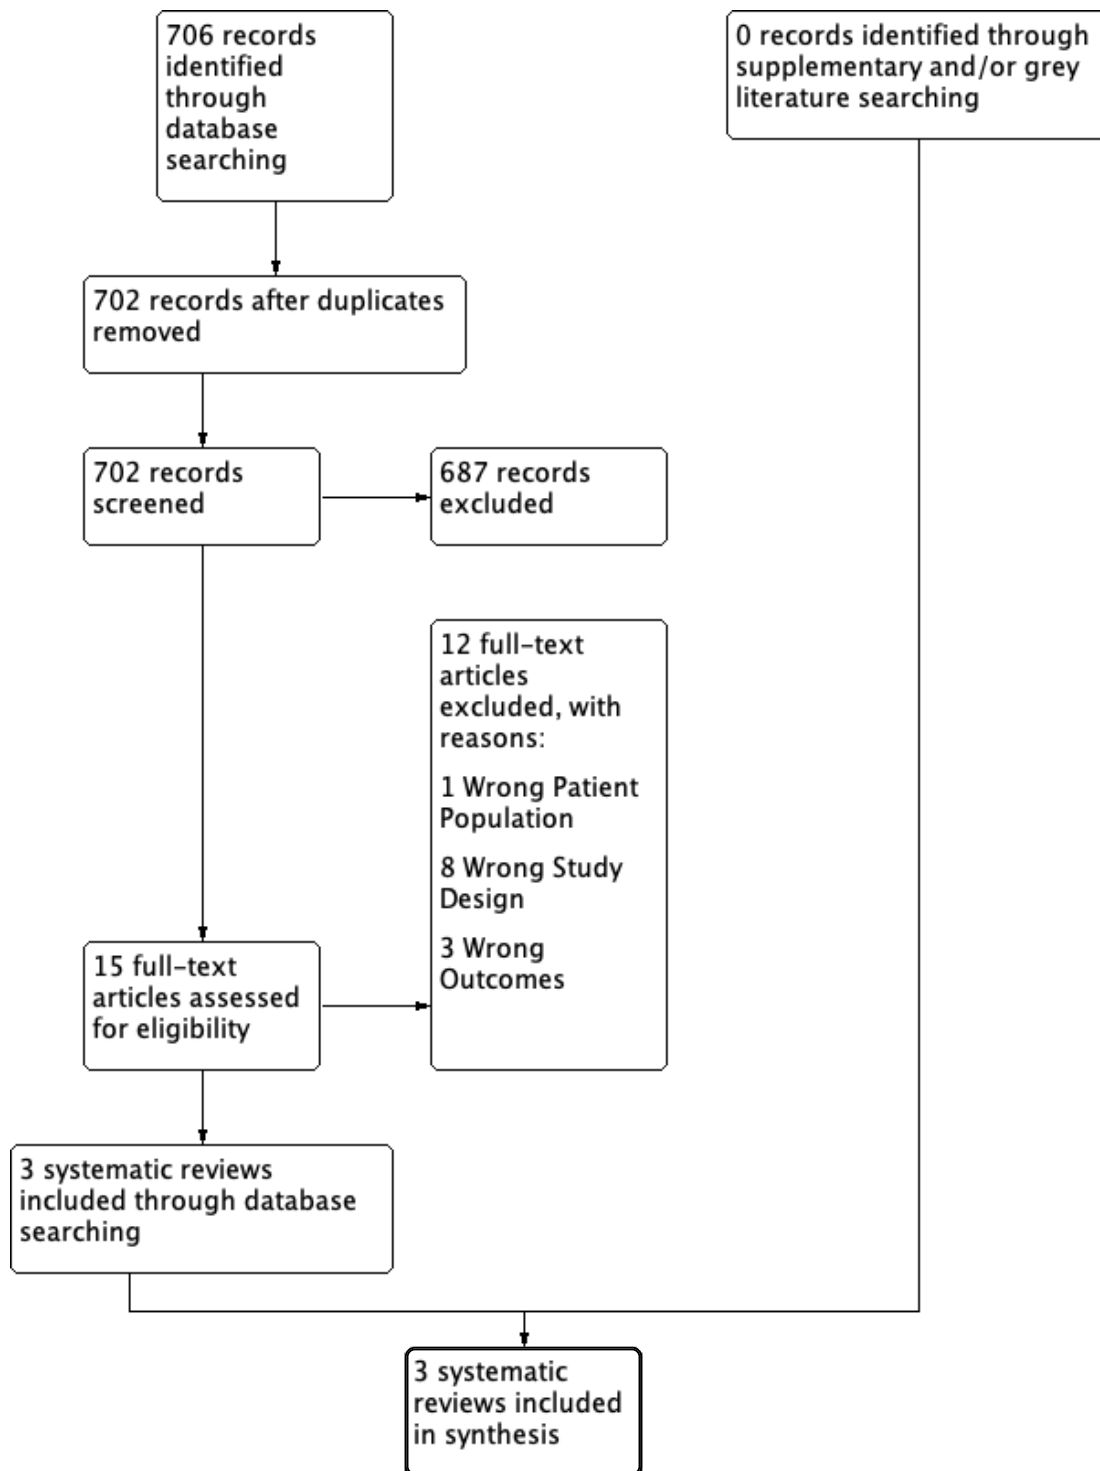 706 records
identified
through
database
searching
0 records identified through
supplementary and/or grey
literature searching
702 records after duplicates
removed
702 records
screened
687 records
excluded
12 full-text
articles
excluded, with
reasons:
1 Wrong Patient
Population
8 Wrong Study
Design
3 Wrong
Outcomes
15 full-text
articles assessed
for eligibility
3 systematic reviews
included through database
searching
3 systematic
reviews included
in synthesis